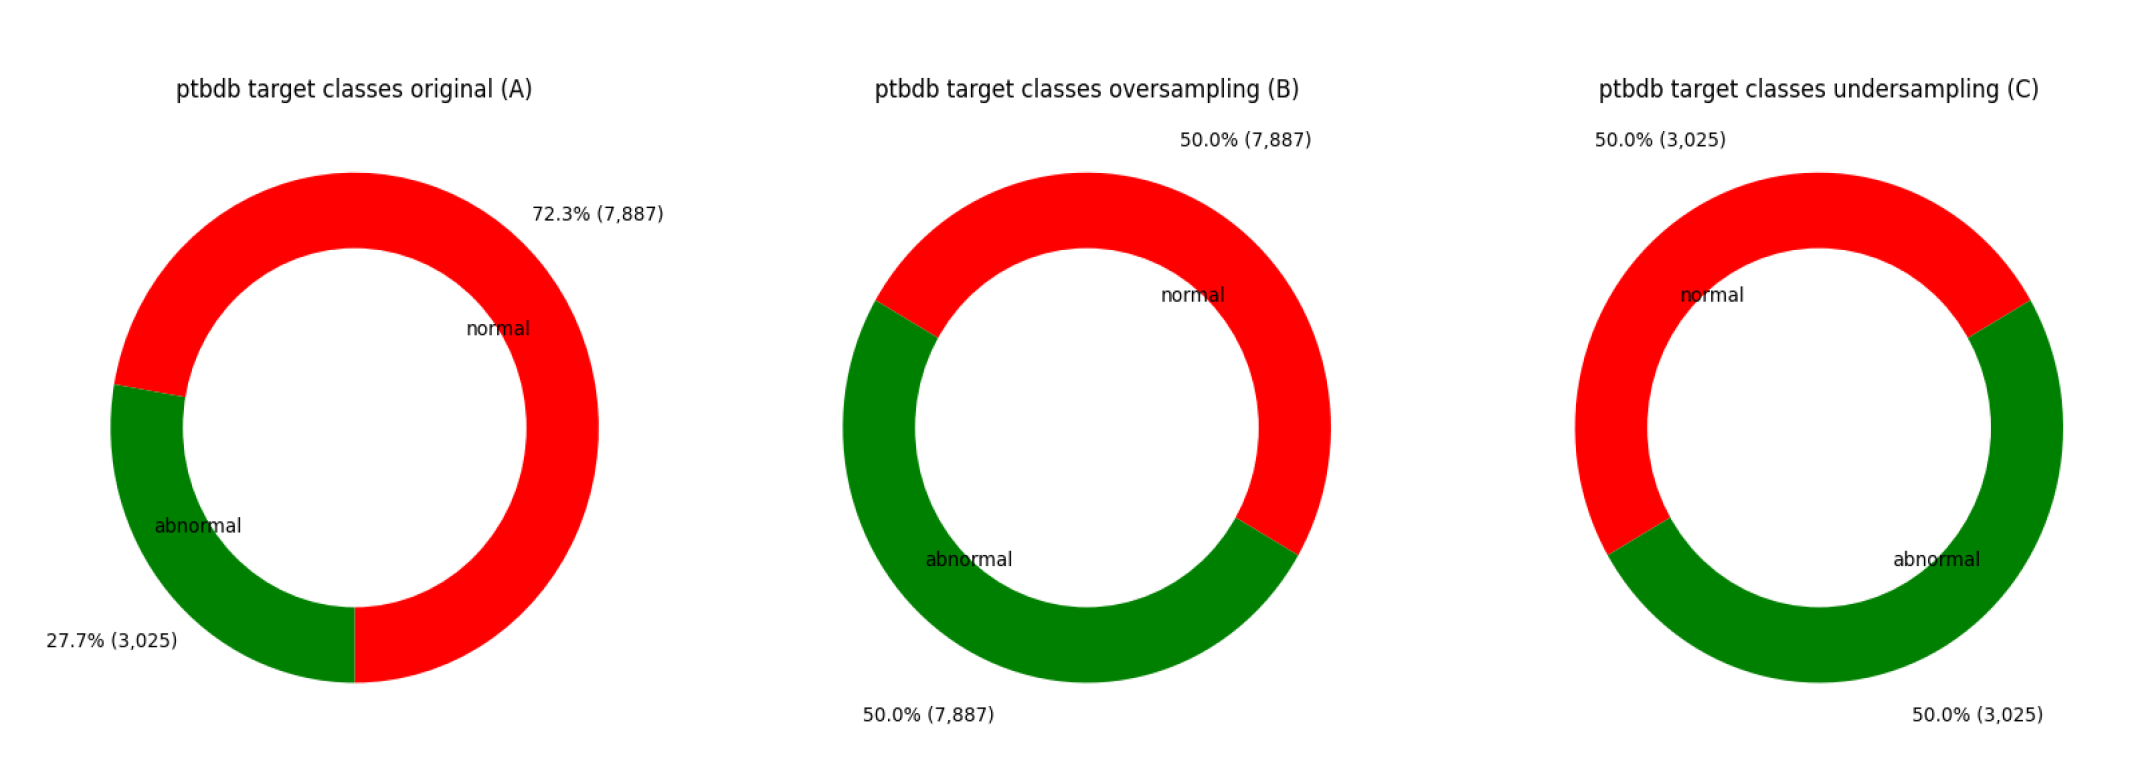 ptbdb target classes original (A)
72.3% (7,887)
normal
abnormal
27.7% (3,025)
ptbdb target classes oversampling (B)
50.0% (7,887)
normal
abnormal
50.0% (7,887)
ptbdb target classes undersampling (C)
50.0% (3,025)
normal
abnormal
50.0% (3,025)